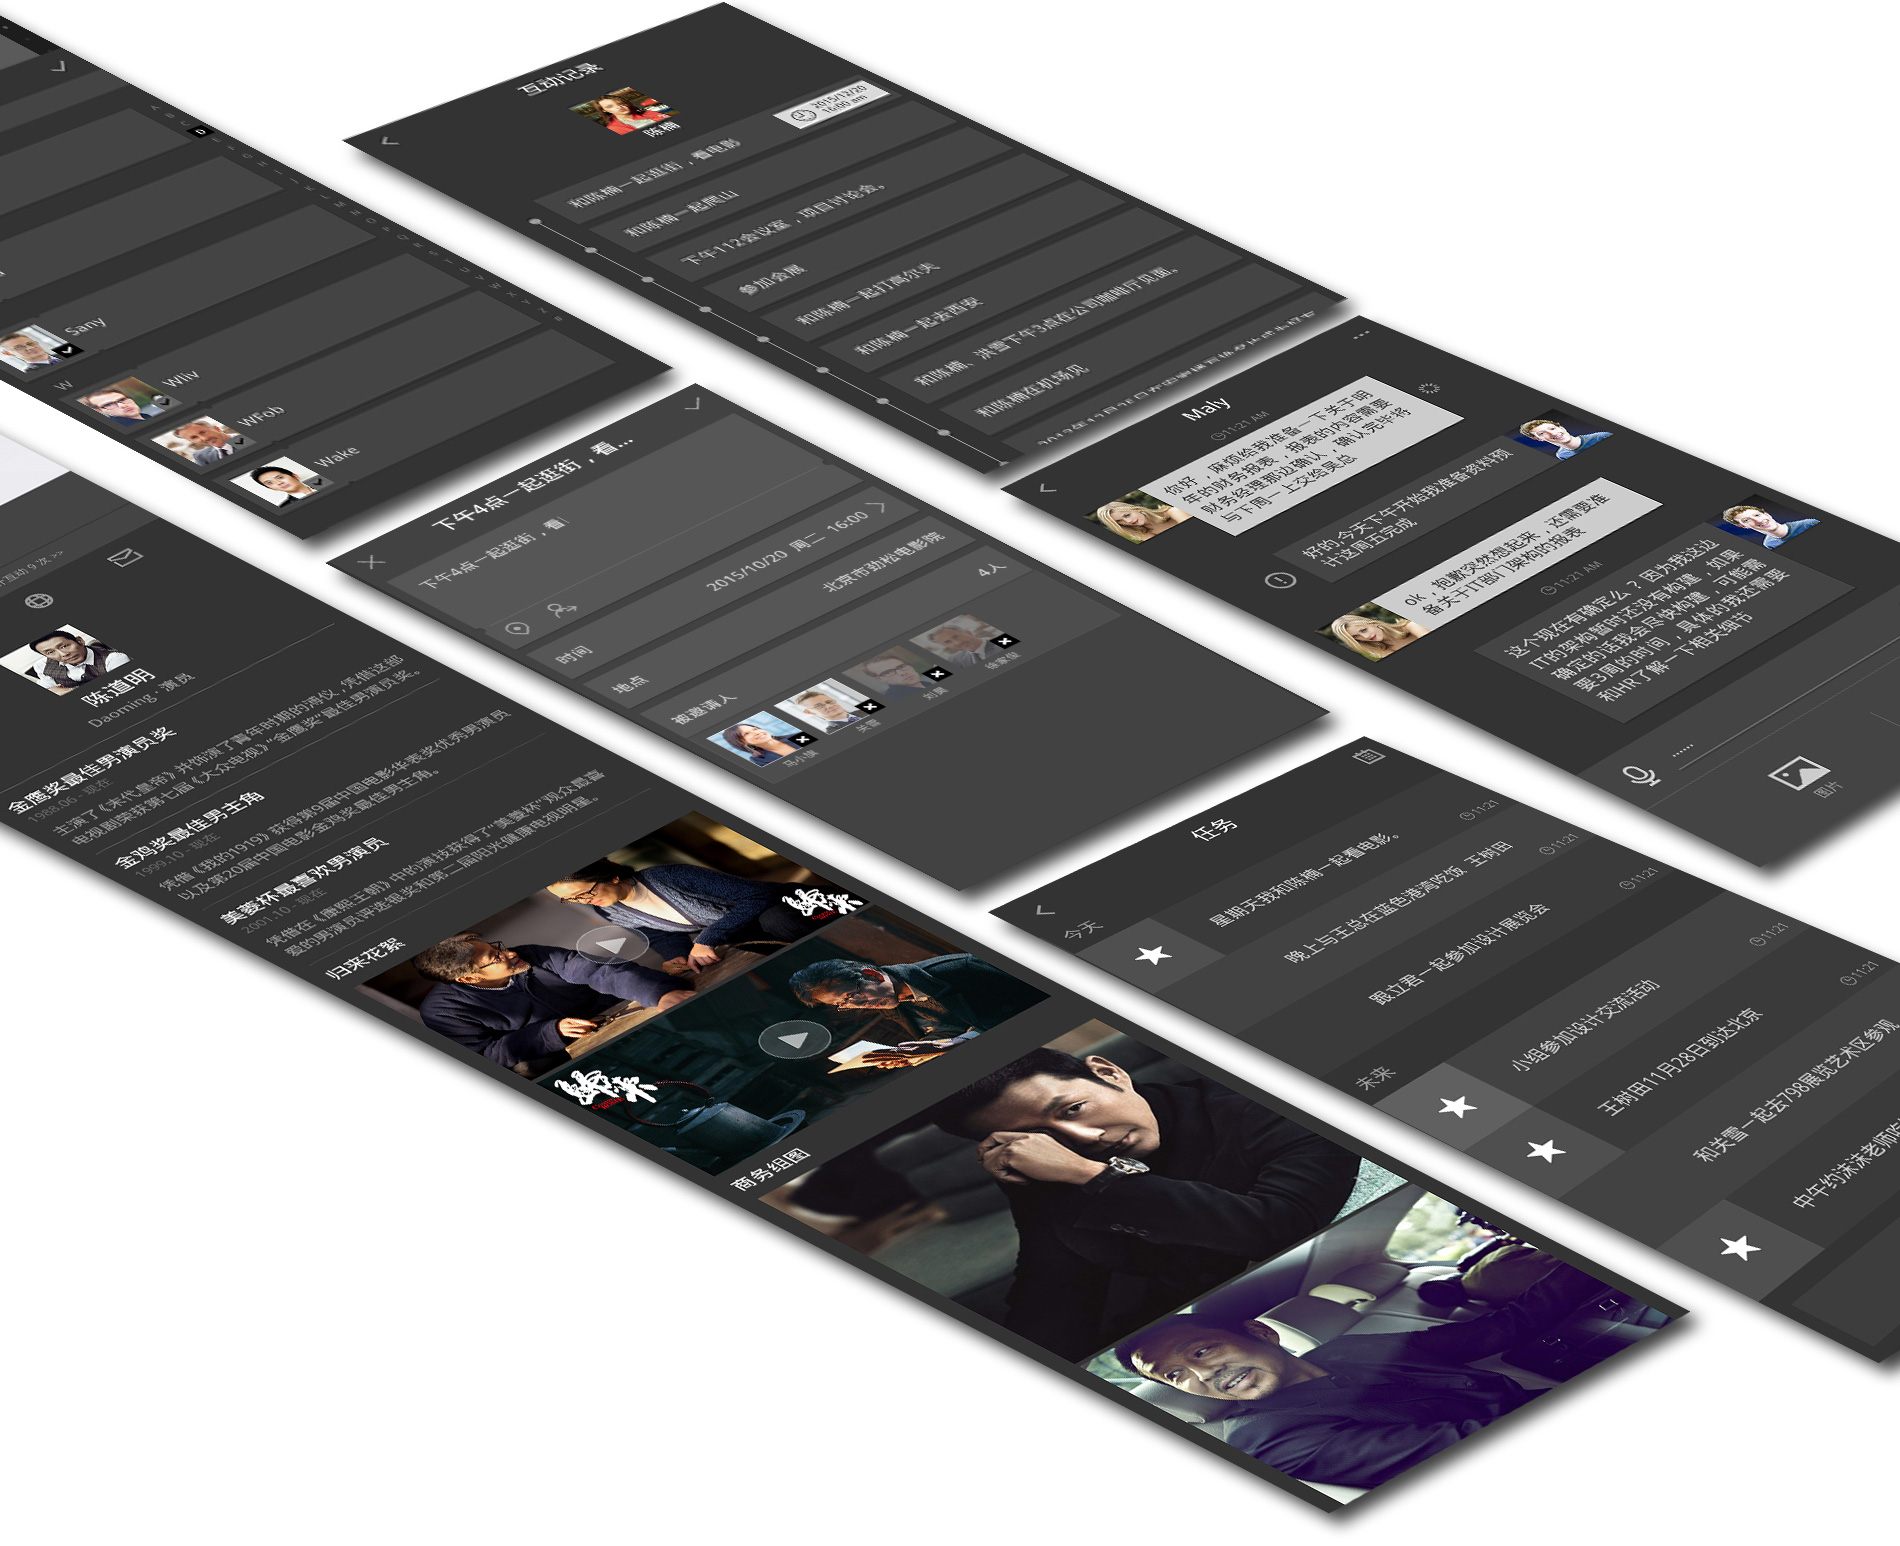 Sany
W
Wliv
WFob
Wake
互动记录
陈楠
2015/12/20
16:00 am
和陈楠一起逛街，看电影
和陈楠一起爬山
下午112会议室，项目讨论会。
参加会展
和陈楠一起打高尔夫
和陈楠一起去西安
和陈楠、洪雪下午3点在公司咖啡厅见面。
和陈楠在机场见
下午4点一起逛街，看...
下午4点一起逛街，看
时间
2015/10/20 周二 16:00
地点
北京市劲松电影院
被邀请人
4人
马小侠
关雪
Maly
11:21 AM
你好，麻烦给我准备一下关于明
年的财务报表，报表的内容需要
财务经理那边确认，确认完毕将
与下周一上交给吴总
好的,今天下午开始我准备资料预
计这周五完成
ok，抱歉突然想起来，还需要准
备关于IT部门架构的报表
11:21 AM
这个现在有确定么？因为我这边
IT的架构暂时还没有构建，如果
确定的话我会尽快构建，可能需
要3周的时间，具体的我还需要
和HR了解一下相关细节
图片
任务
今天
星期天我和陈楠一起看电影。
11:21
晚上与王总在蓝色港湾吃饭. 王树田
11:21
跟立君一起参加设计展览会
11:21
未来
小组参加设计交流活动
11:21
王树田11月28日到达北京
11:21
和关雪一起去798展览艺术区参观
中午约沫沫老师吃
互动 9 次 >>
陈道明
Daoming · 演员
金鹰奖最佳男演员奖
1988.06 - 现在
主演了《末代皇帝》并饰演了青年时期的溥仪，凭借这部
电视剧荣获第七届《大众电视》“金鹰奖”最佳男演员奖。
金鸡奖最佳男主角
1999.10 - 现在
凭借《我的1919》获得第9届中国电影华表奖优秀男演员
以及第20届中国电影金鸡奖最佳男主角。
美菱杯最喜欢男演员
2001.10 - 现在
凭借在《康熙王朝》中的演技获得了“美菱杯”观众最喜
爱的男演员评选银奖和第二届阳光健康电视明星。
归来花絮
归来
归来
商务组图